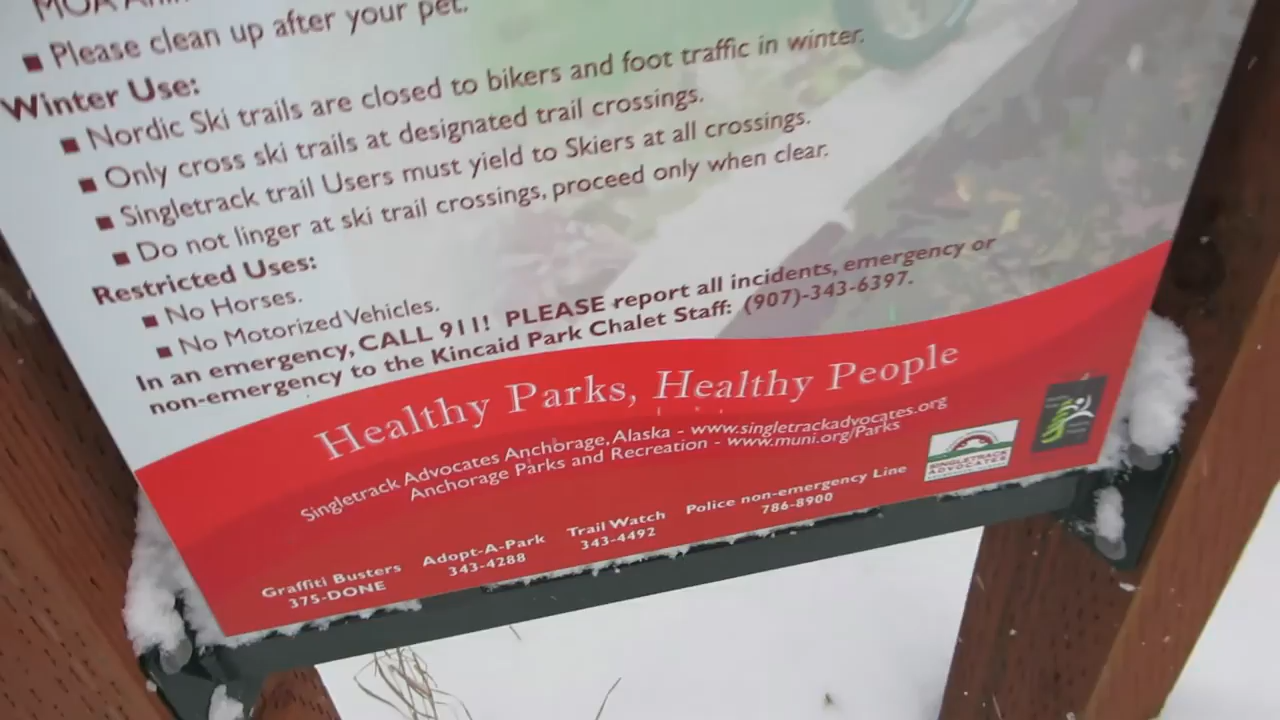 MOA
▪ Please clean up after your pet.
Winter Use:
▪ Nordic Ski trails are closed to bikers and foot traffic in winter.
▪ Only cross ski trails at designated trail crossings.
▪ Singletrack trail Users must yield to Skiers at all crossings.
▪ Do not linger at ski trail crossings, proceed only when clear.
Restricted Uses:
▪ No Horses.
▪ No Motorized Vehicles.
In an emergency, CALL 911! PLEASE report all incidents, emergency or
non-emergency to the Kincaid Park Chalet Staff: (907)-343-6397.
Healthy Parks, Healthy People
Singletrack Advocates Anchorage, Alaska - www.singletrackadvocates.org
Anchorage Parks and Recreation - www.muni.org/Parks
Graffiti Busters
375-DONE
Adopt-A-Park
343-4288
Trail Watch
343-4492
Police non-emergency Line
786-8900
SINGLETRACK
ADVOCATES